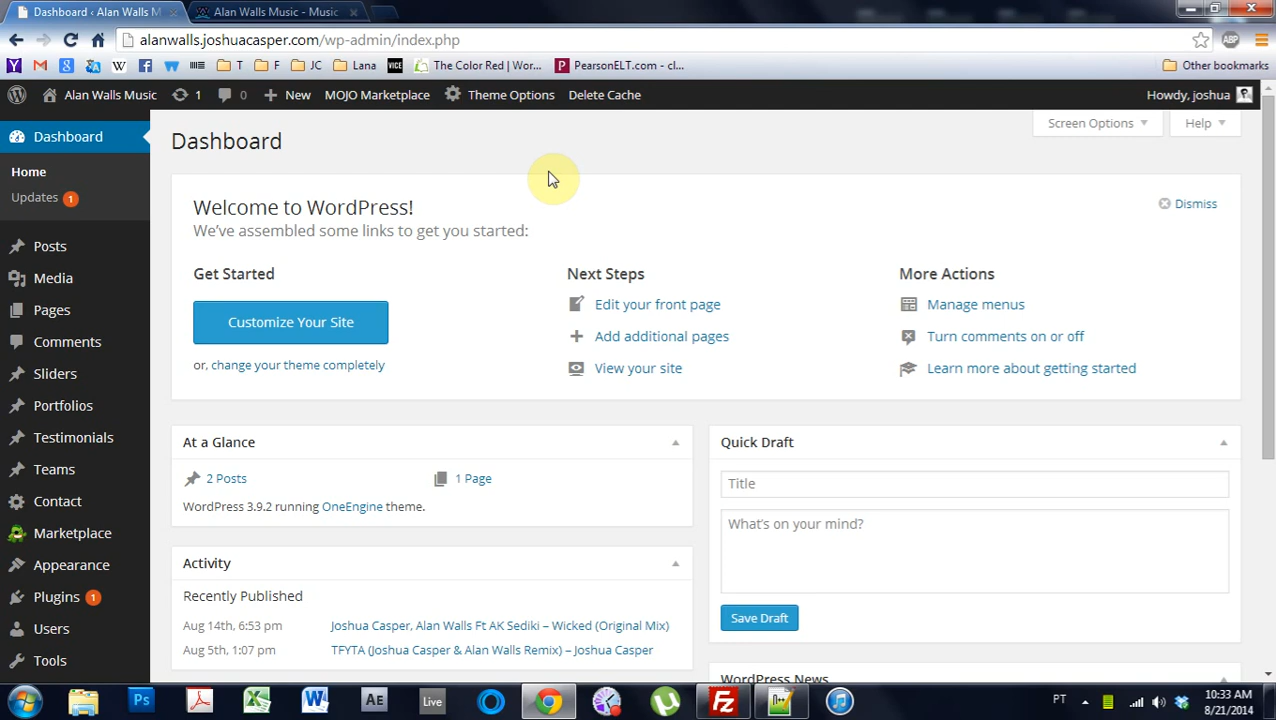 Dashboard ‹ Alan Walls M
Alan Walls Music - Music
alanwalls.joshuacasper.com/wp-admin/index.php
ABP
T
F
JC
Lana
VICE
The Color Red | Wor...
PearsonELT.com - cl...
Other bookmarks
Alan Walls Music
1
0
New
MOJO Marketplace
Theme Options
Delete Cache
Howdy, joshua
Dashboard
Home
Updates 1
Posts
Media
Pages
Comments
Sliders
Portfolios
Testimonials
Teams
Contact
Marketplace
Appearance
Plugins 1
Users
Tools
Screen Options
Help
Dashboard
Welcome to WordPress!
We've assembled some links to get you started:
Dismiss
Get Started
Customize Your Site
or, change your theme completely
Next Steps
Edit your front page
Add additional pages
View your site
More Actions
Manage menus
Turn comments on or off
Learn more about getting started
At a Glance
2 Posts
1 Page
WordPress 3.9.2 running OneEngine theme.
Activity
Recently Published
Aug 14th, 6:53 pm
Joshua Casper, Alan Walls Ft AK Sediki – Wicked (Original Mix)
Aug 5th, 1:07 pm
TFYTA (Joshua Casper & Alan Walls Remix) – Joshua Casper
Quick Draft
Title
What's on your mind?
Save Draft
WordPress News
Ps
W
Ae
Live
Fz
PT
10:33 AM
8/21/2014